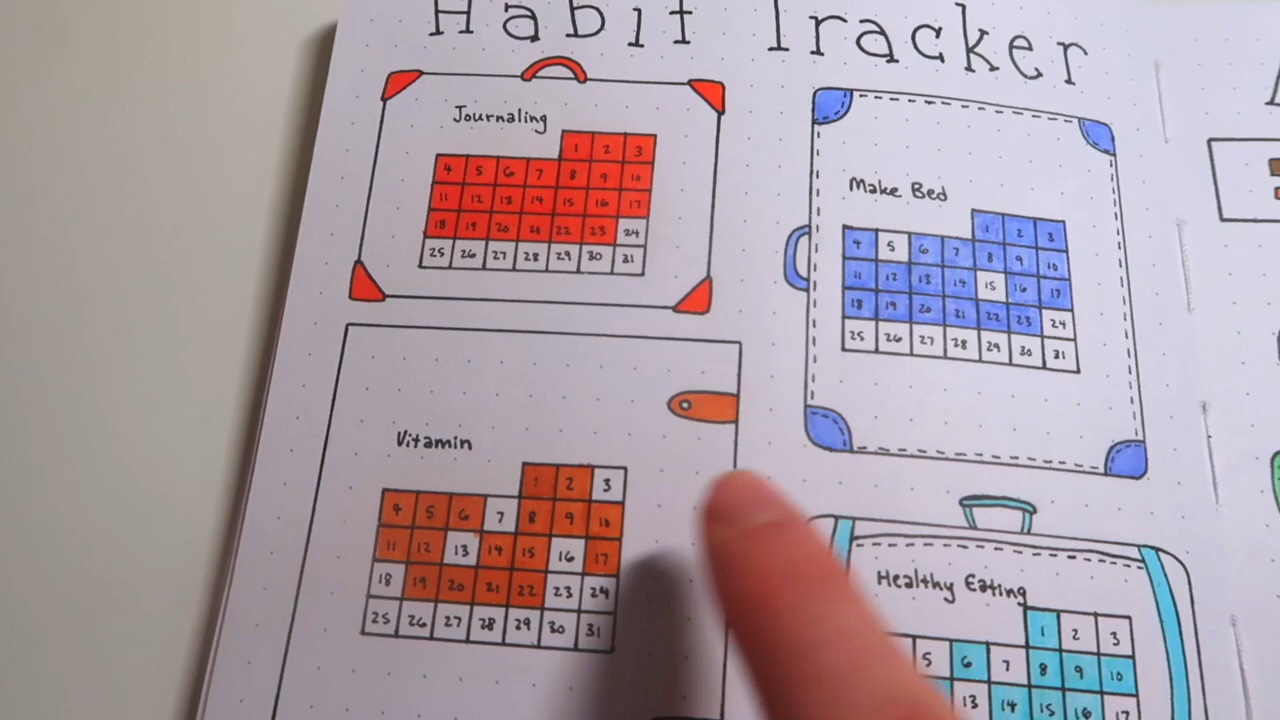 Habit Tracker
Journaling
1 2 3
4 5 6 7 8 9 10
11 12 13 14 15 16 17
18 19 20 21 22 23 24
25 26 27 28 29 30 31
Make Bed
1 2 3
4 5 6 7 8 9 10
11 12 13 14 15 16 17
18 19 20 21 22 23 24
25 26 27 28 29 30 31
Vitamin
1 2 3
4 5 6 7 8 9 10
11 12 13 14 15 16 17
18 19 20 21 22 23 24
25 26 27 28 29 30 31
Healthy Eating
1 2 3
5 6 7 8 9 10
13 14 15 16 17